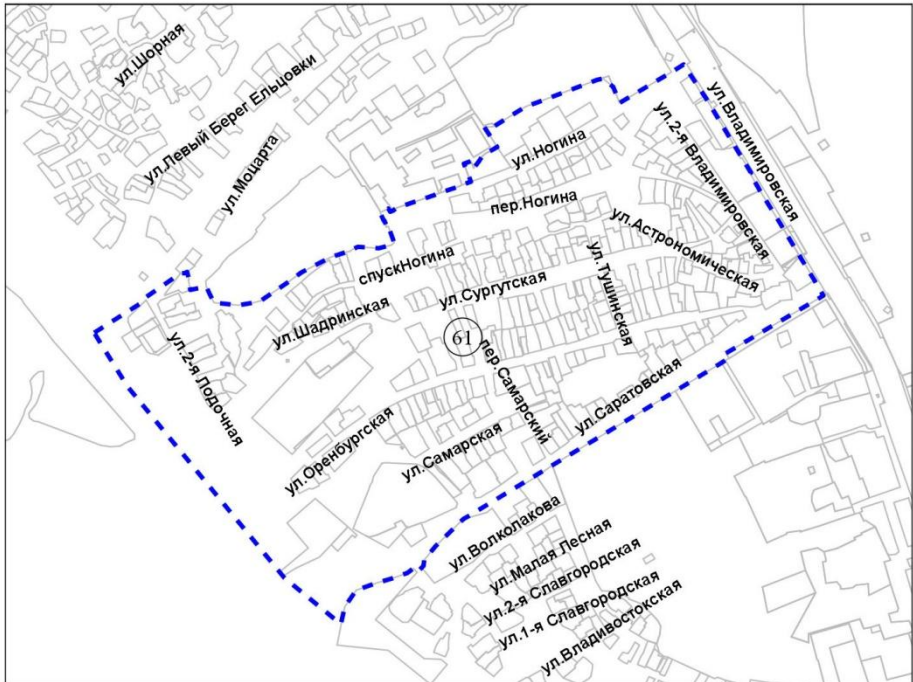 ул.Шорная
ул.Левый Берег Ельцовки
ул.Моцарта
ул.Владимировская
ул.2-я Владимировская
ул.Ногина
пер.Ногина
ул.Астрономическая
спускНогина
ул.Сургутская
ул.Тушинская
ул.Шадринская
61
ул.2-я Лодочная
пер.Самарский
ул.Саратовская
ул.Оренбургская
ул.Самарская
ул.Волколакова
ул.Малая Лесная
ул.2-я Славгородская
ул.1-я Славгородская
ул.Владивостокская